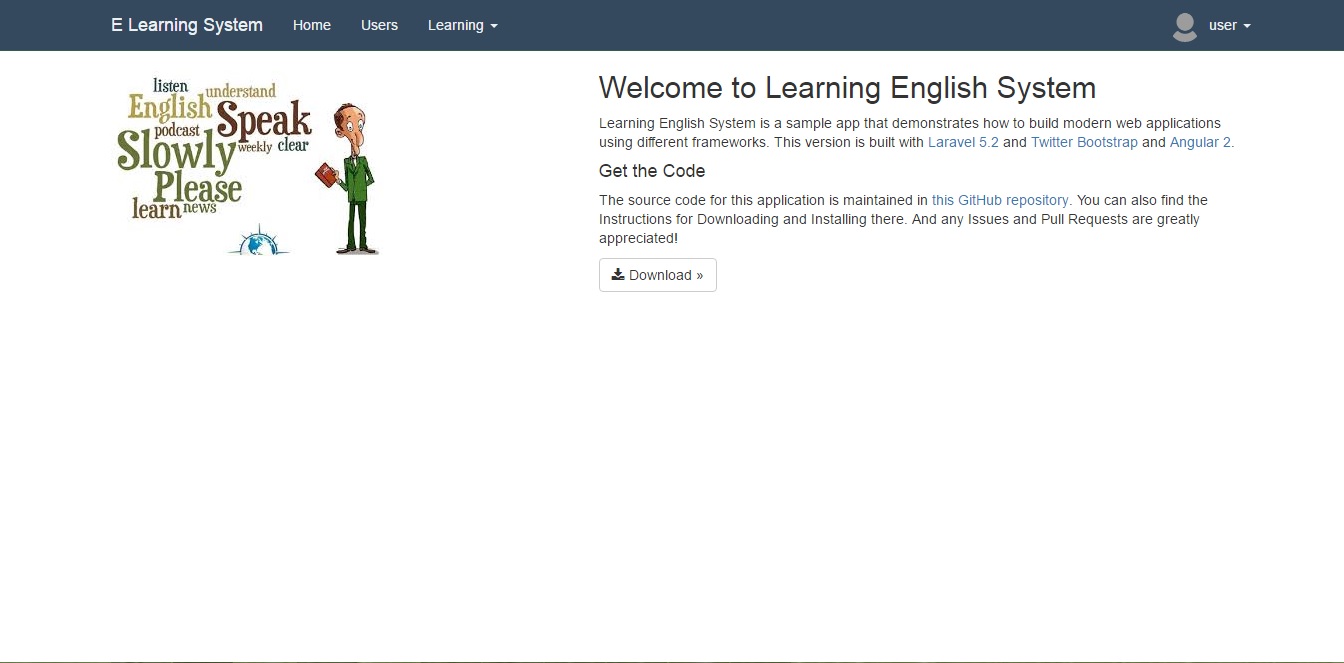 E Learning System Home Users Learning user
listen
understand
English
Speak
podcast
Slowly
weekly clear
Please
learn news
Welcome to Learning English System
Learning English System is a sample app that demonstrates how to build modern web applications
using different frameworks. This version is built with Laravel 5.2 and Twitter Bootstrap and Angular 2.
Get the Code
The source code for this application is maintained in this GitHub repository. You can also find the
Instructions for Downloading and Installing there. And any Issues and Pull Requests are greatly
appreciated!
Download »